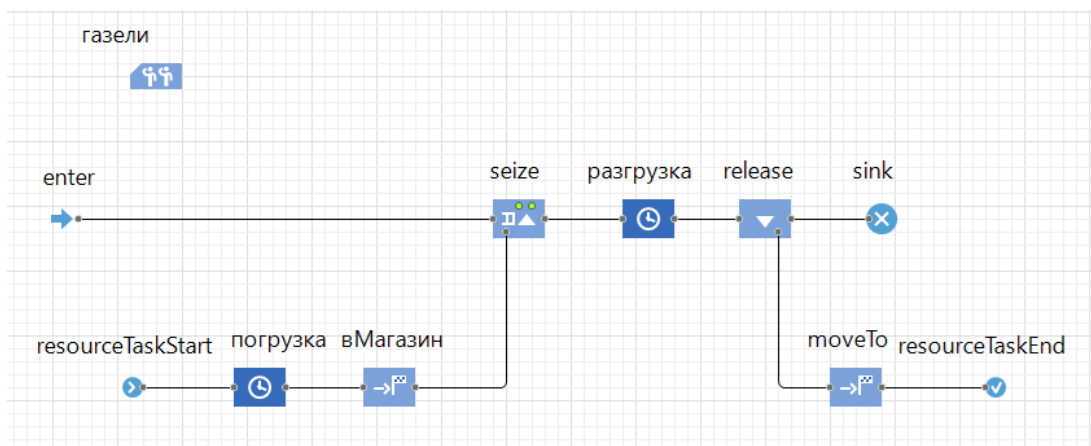 газели
enter
seize
разгрузка
release
sink
resourceTaskStart
погрузка
вМагазин
moveTo
resourceTaskEnd